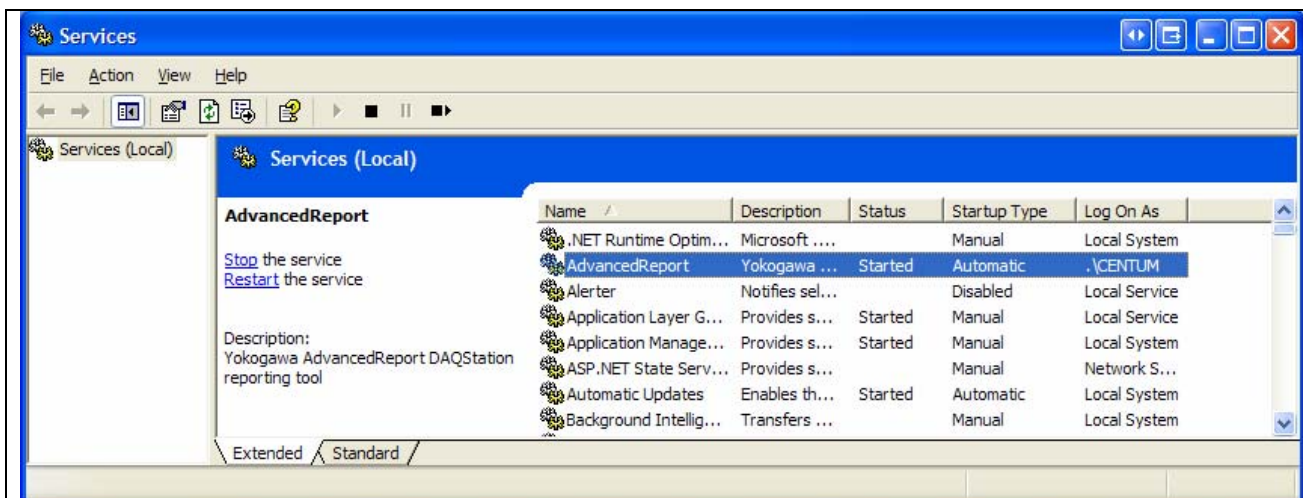 Services
File Action View Help
Services (Local)
Services (Local)
AdvancedReport
Stop the service
Restart the service
Description:
Yokogawa AdvancedReport DAQStation
reporting tool
Name Description Status Startup Type Log On As
.NET Runtime Optim... Microsoft .... Manual Local System
AdvancedReport Yokogawa ... Started Automatic .\CENTUM
Alerter Notifies sel... Disabled Local Service
Application Layer G... Provides s... Started Manual Local Service
Application Manage... Provides s... Started Manual Local System
ASP.NET State Serv... Provides s... Manual Network S...
Automatic Updates Enables th... Started Automatic Local System
Background Intellig... Transfers ... Manual Local System
Extended Standard